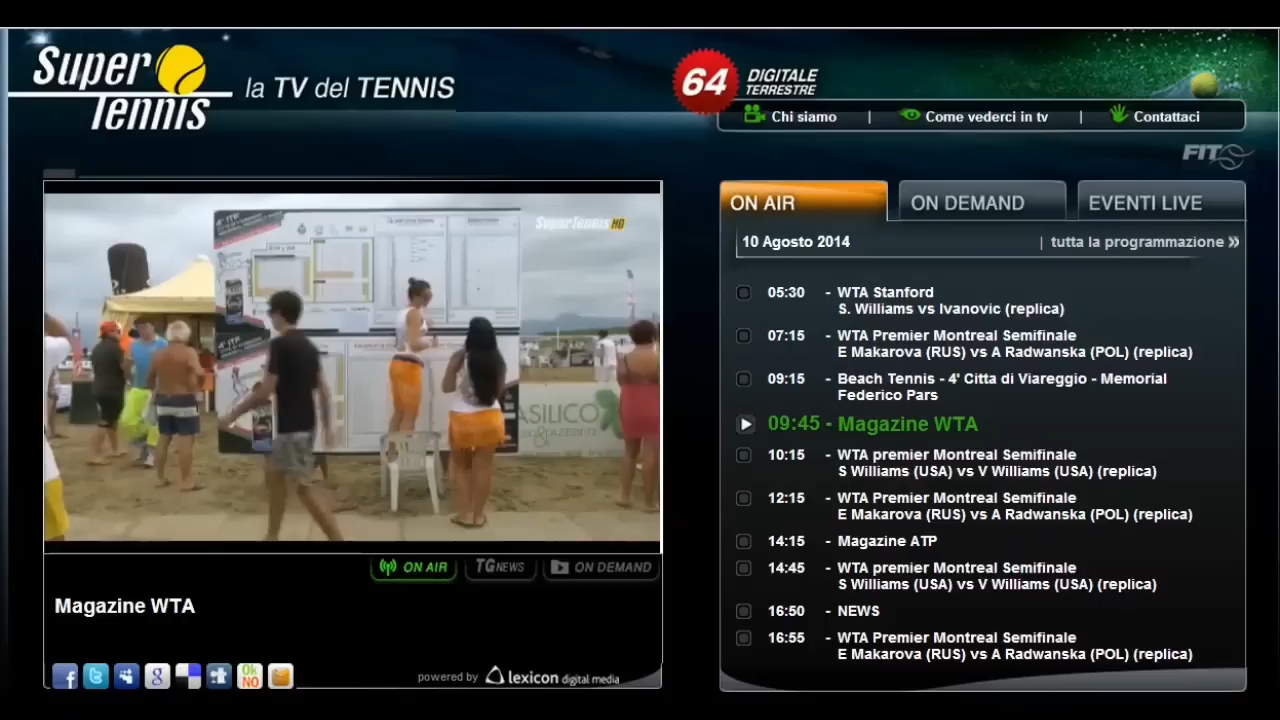 Super Tennis
la TV del TENNIS
64
DIGITALE
TERRESTRE
Chi siamo | Come vederci in tv | Contattaci
FIT
SuperTennis HD
ON AIR
ON DEMAND
EVENTI LIVE
10 Agosto 2014 | tutta la programmazione »
05:30 - WTA Stanford
S. Williams vs Ivanovic (replica)
07:15 - WTA Premier Montreal Semifinale
E Makarova (RUS) vs A Radwanska (POL) (replica)
09:15 - Beach Tennis - 4' Citta di Viareggio - Memorial
Federico Pars
09:45 - Magazine WTA
10:15 - WTA premier Montreal Semifinale
S Williams (USA) vs V Williams (USA) (replica)
12:15 - WTA Premier Montreal Semifinale
E Makarova (RUS) vs A Radwanska (POL) (replica)
14:15 - Magazine ATP
14:45 - WTA premier Montreal Semifinale
S Williams (USA) vs V Williams (USA) (replica)
16:50 - NEWS
16:55 - WTA Premier Montreal Semifinale
E Makarova (RUS) vs A Radwanska (POL) (replica)
ASILICO
ON AIR
TG NEWS
ON DEMAND
Magazine WTA
Ok
NO
powered by lexicon digital media